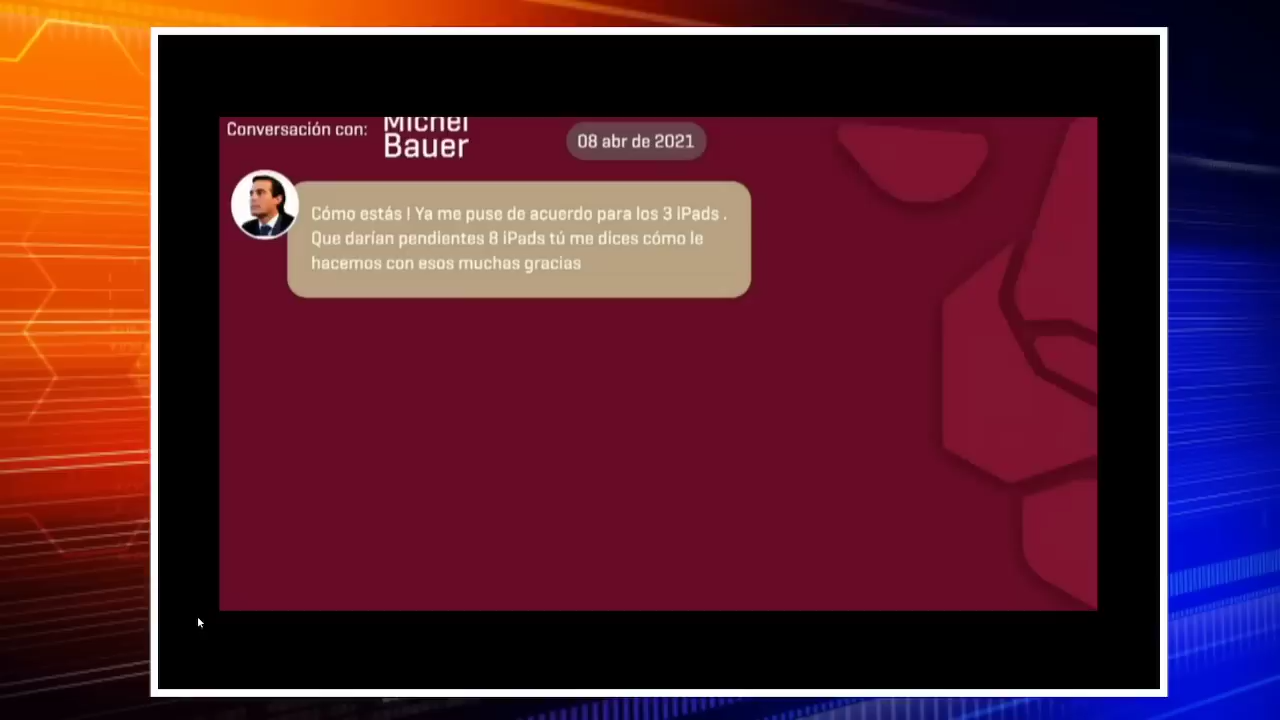 Conversación con:
Michel
Bauer
08 abr de 2021
Cómo estás ! Ya me puse de acuerdo para los 3 iPads .
Que darían pendientes 8 iPads tú me dices cómo le
hacemos con esos muchas gracias